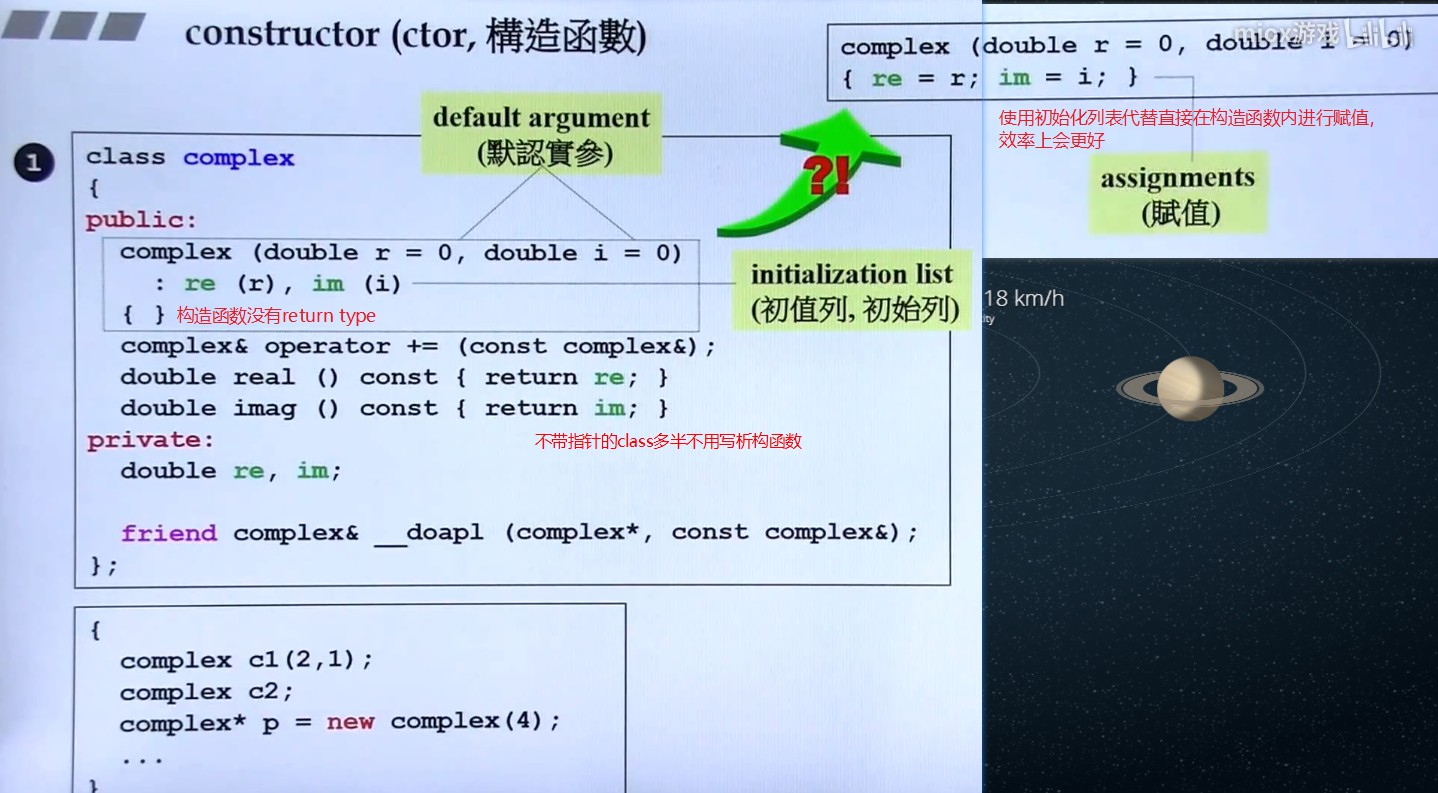 constructor (ctor, 構造函數)
complex (double r = 0, double i = 0)
{ re = r; im = i; }
miox游戏
使用初始化列表代替直接在构造函数内进行赋值,
效率上会更好
assignments
(賦值)
default argument
(默認實參)
?!
1
class complex
{
public:
complex (double r = 0, double i = 0)
: re (r), im (i)
{ } 构造函数没有return type
initialization list
(初值列, 初始列)
complex& operator += (const complex&);
double real () const { return re; }
double imag () const { return im; }
private:
不带指针的class多半不用写析构函数
double re, im;
friend complex& __doapl (complex*, const complex&);
};
{
complex c1(2,1);
complex c2;
complex* p = new complex(4);
...
}
18 km/h
ity